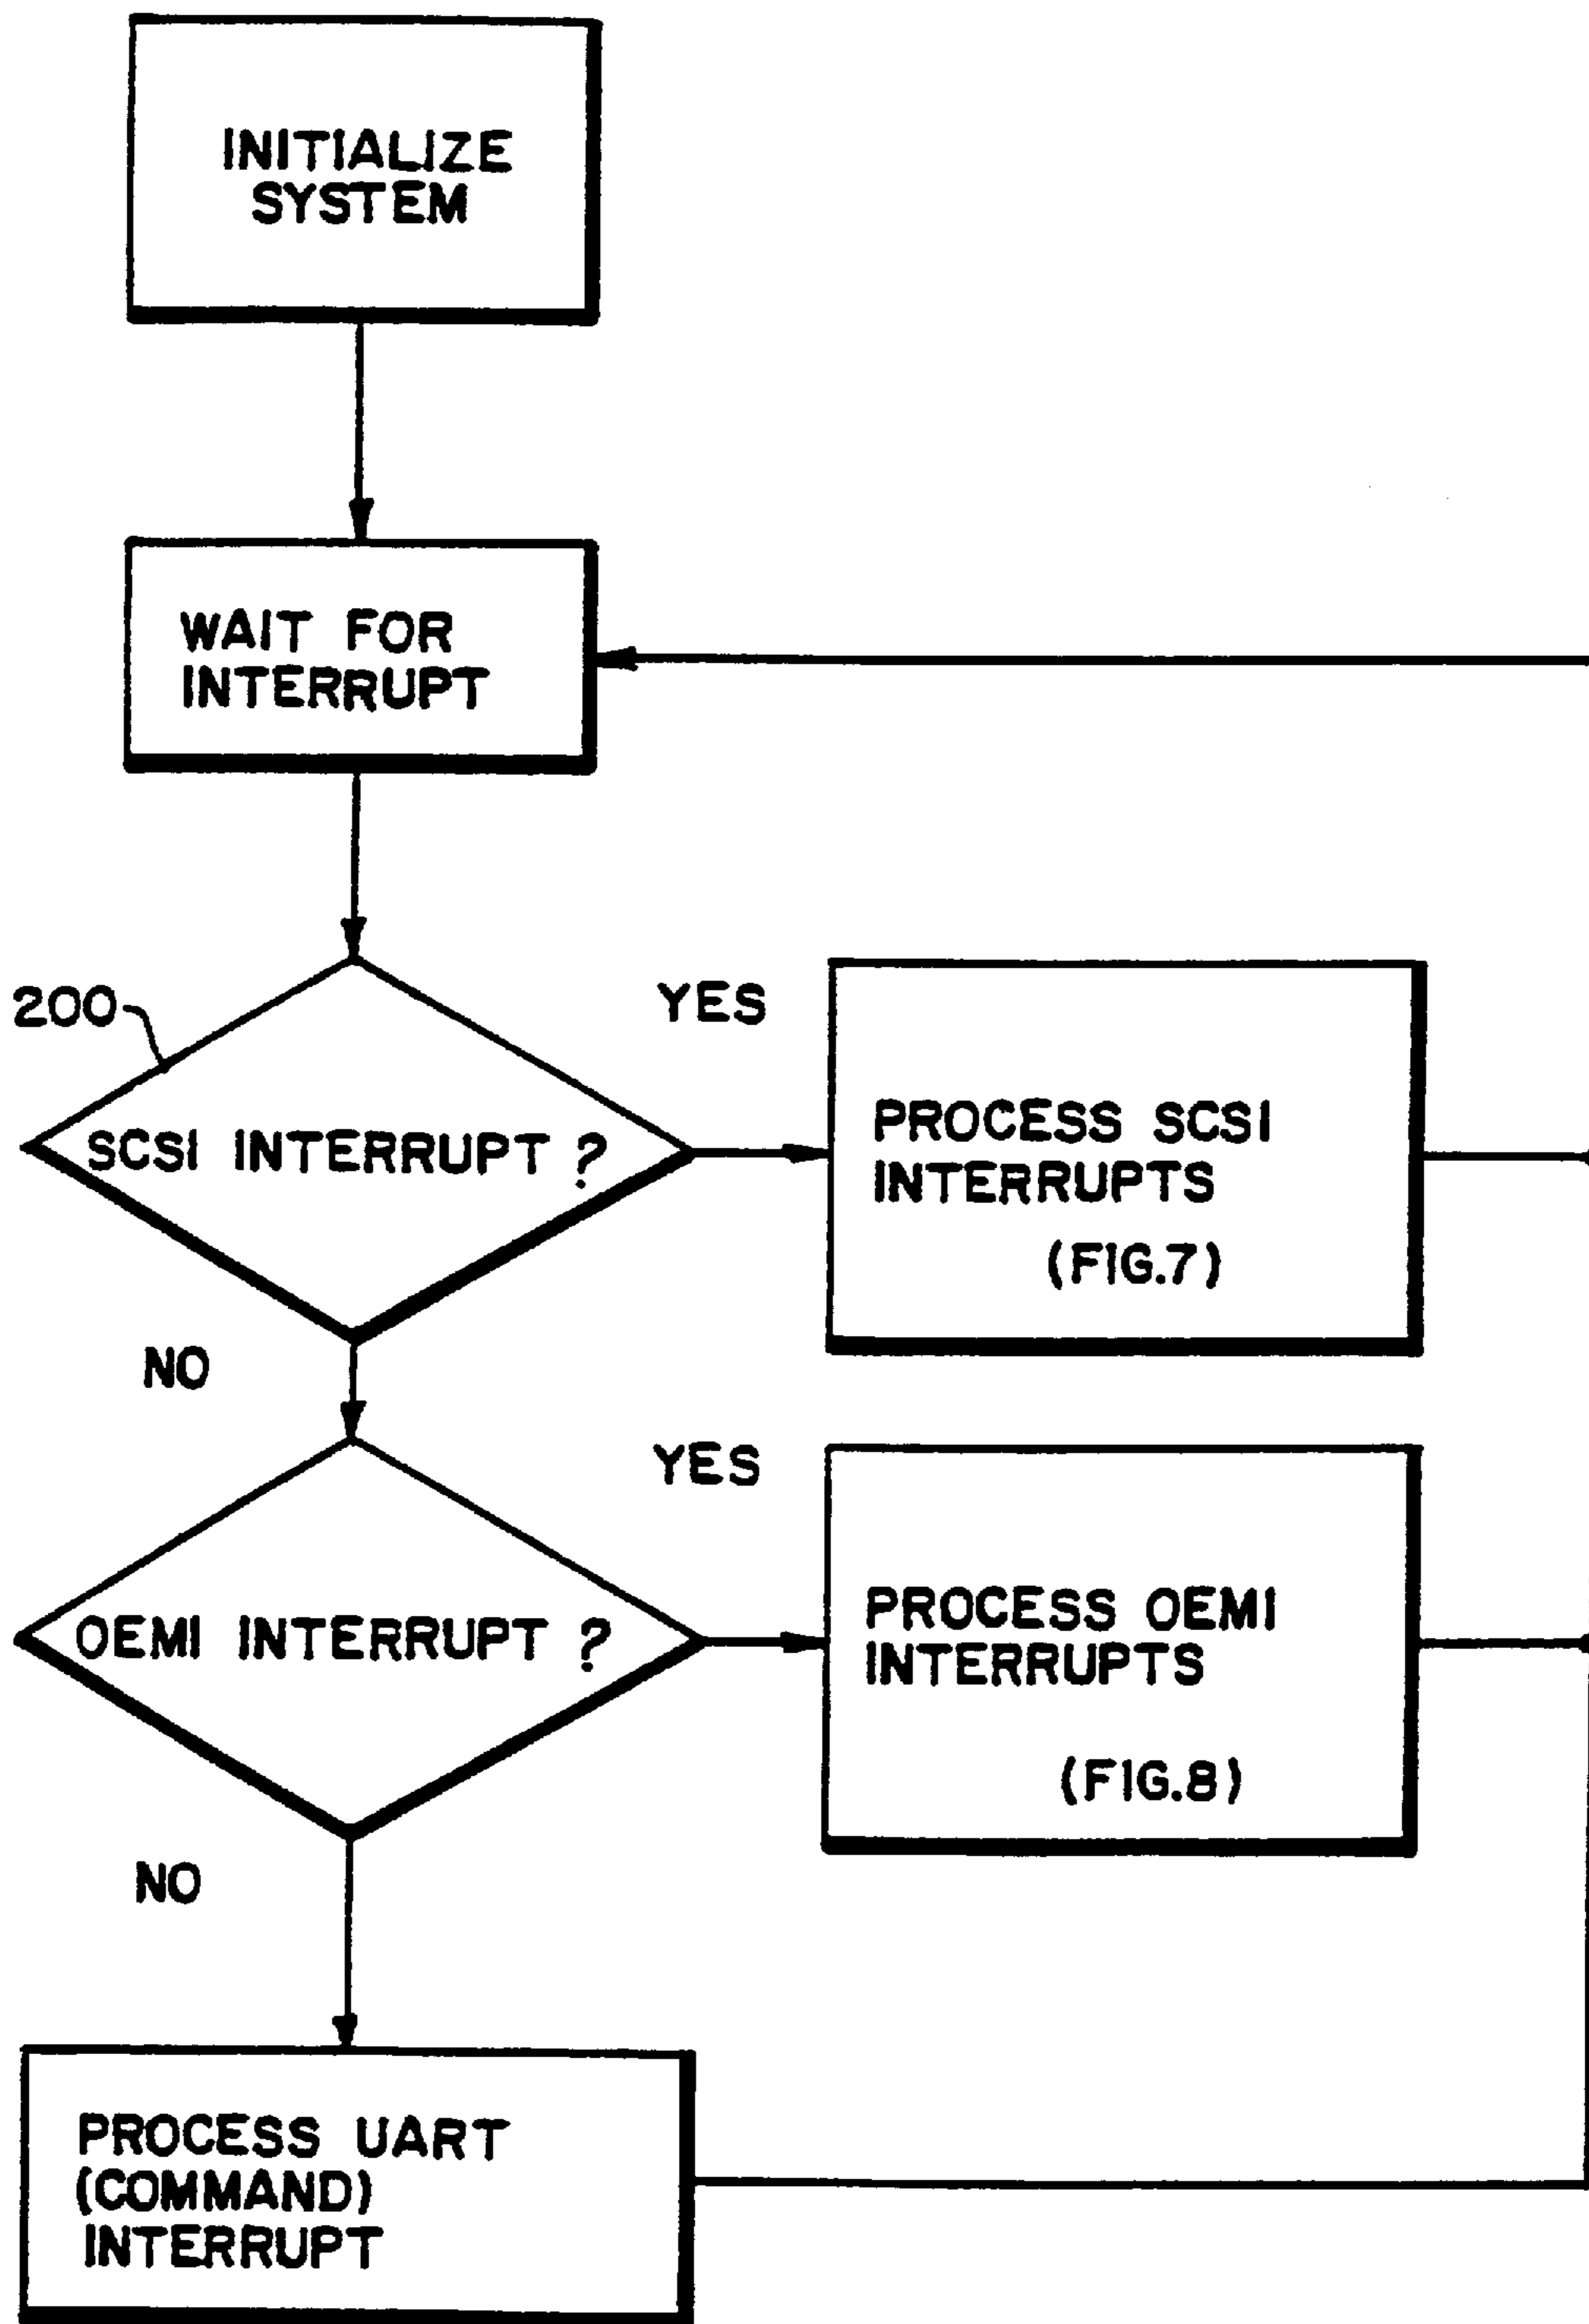 INITIALIZE
SYSTEM
WAIT FOR
INTERRUPT
200
YES
SCSI INTERRUPT ?
PROCESS SCSI
INTERRUPTS
(FIG.7)
NO
YES
OEMI INTERRUPT ?
PROCESS OEMI
INTERRUPTS
(FIG.8)
NO
PROCESS UART
(COMMAND)
INTERRUPT